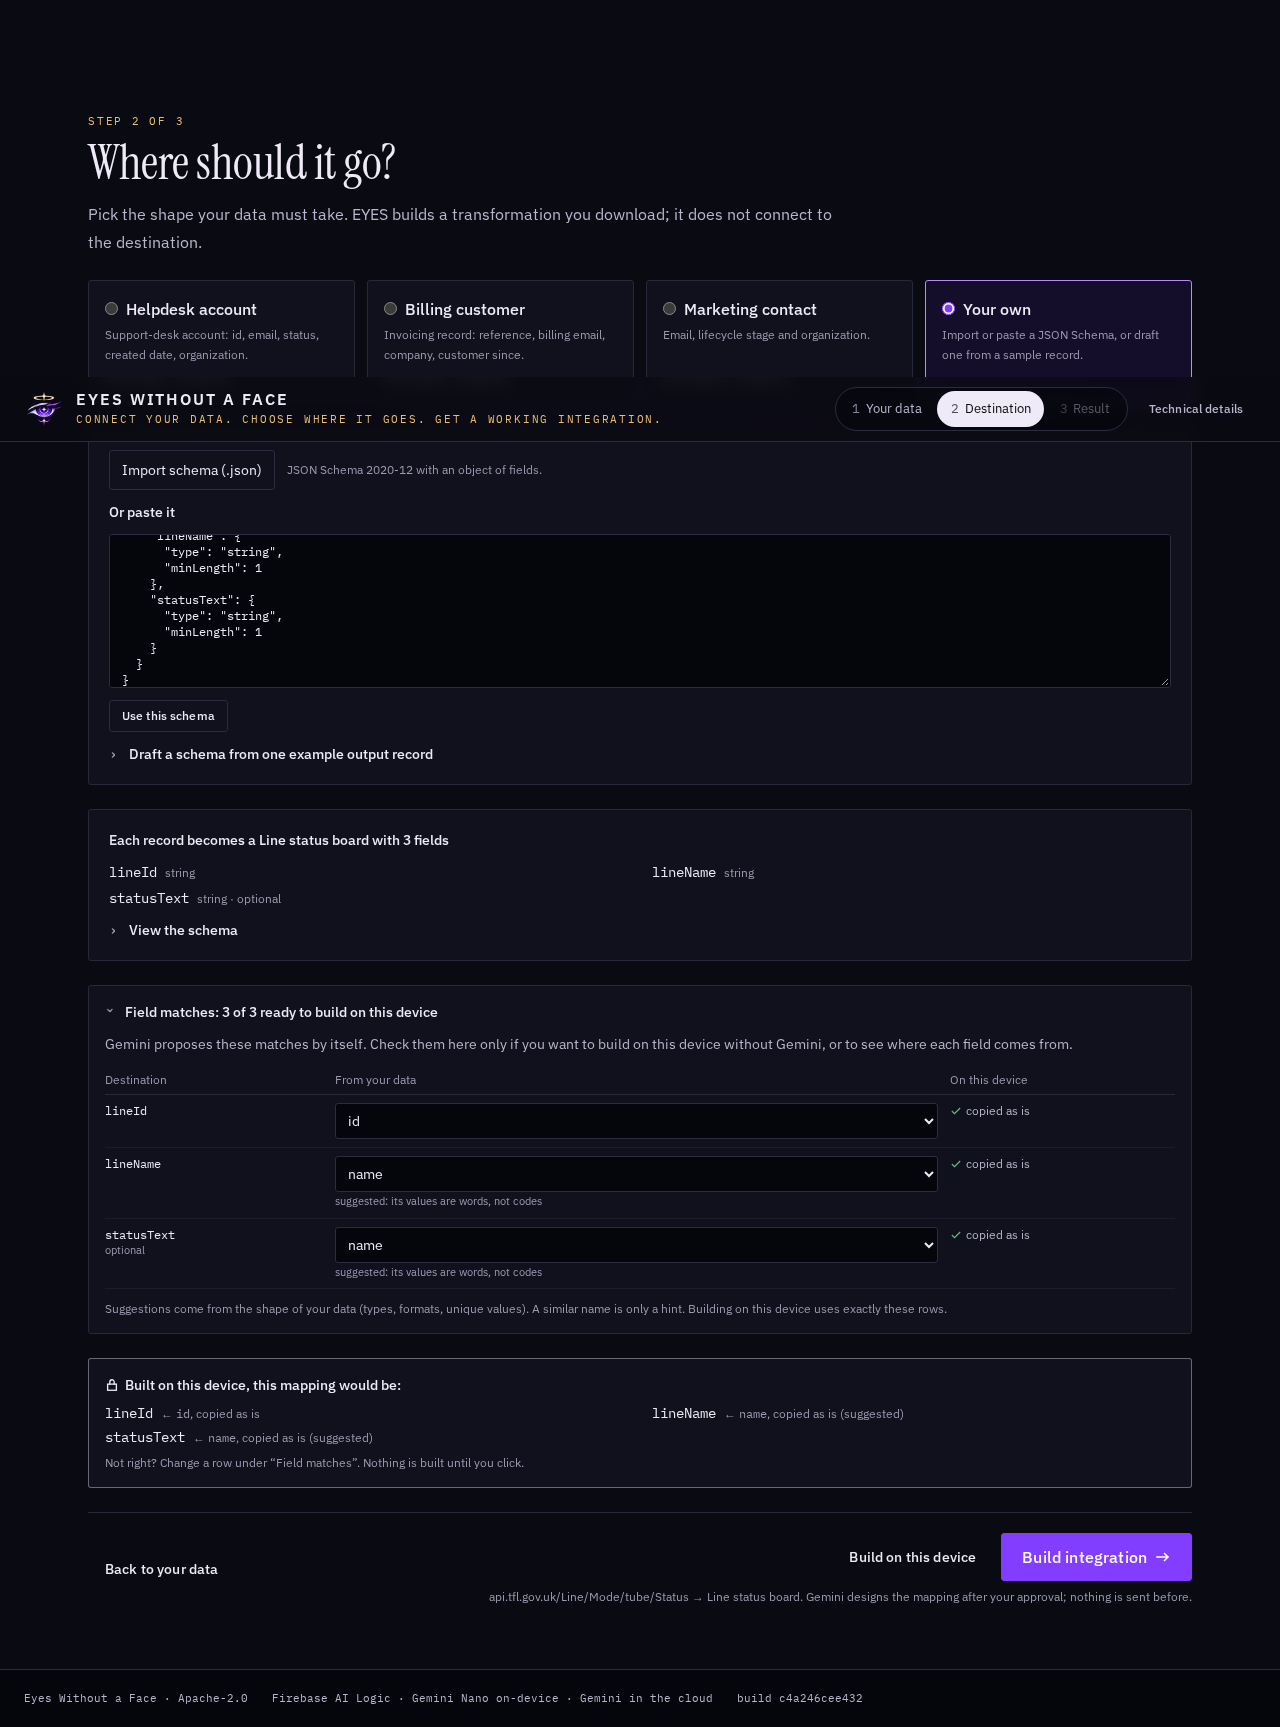 STEP 2 OF 3
Where should it go?
Pick the shape your data must take. EYES builds a transformation you download; it does not connect to
the destination.
Helpdesk account
Support-desk account: id, email, status,
created date, organization.
Billing customer
Invoicing record: reference, billing email,
company, customer since.
Marketing contact
Email, lifecycle stage and organization.
Your own
Import or paste a JSON Schema, or draft
one from a sample record.
EYES WITHOUT A FACE
CONNECT YOUR DATA. CHOOSE WHERE IT GOES. GET A WORKING INTEGRATION.
1 Your data
2 Destination
3 Result
Technical details
Import schema (.json)
JSON Schema 2020-12 with an object of fields.
Or paste it
"lineName": {
"type": "string",
"minLength": 1
},
"statusText": {
"type": "string",
"minLength": 1
}
}
}
Use this schema
› Draft a schema from one example output record
Each record becomes a Line status board with 3 fields
lineId string
lineName string
statusText string · optional
› View the schema
Field matches: 3 of 3 ready to build on this device
Gemini proposes these matches by itself. Check them here only if you want to build on this device without Gemini, or to see where each field comes from.
Destination
From your data
On this device
lineId
id
✓ copied as is
lineName
name
✓ copied as is
suggested: its values are words, not codes
statusText
optional
name
✓ copied as is
suggested: its values are words, not codes
Suggestions come from the shape of your data (types, formats, unique values). A similar name is only a hint. Building on this device uses exactly these rows.
Built on this device, this mapping would be:
lineId ← id, copied as is
lineName ← name, copied as is (suggested)
statusText ← name, copied as is (suggested)
Not right? Change a row under “Field matches”. Nothing is built until you click.
Back to your data
Build on this device
Build integration →
api.tfl.gov.uk/Line/Mode/tube/Status → Line status board. Gemini designs the mapping after your approval; nothing is sent before.
Eyes Without a Face · Apache-2.0
Firebase AI Logic · Gemini Nano on-device · Gemini in the cloud
build c4a246cee432